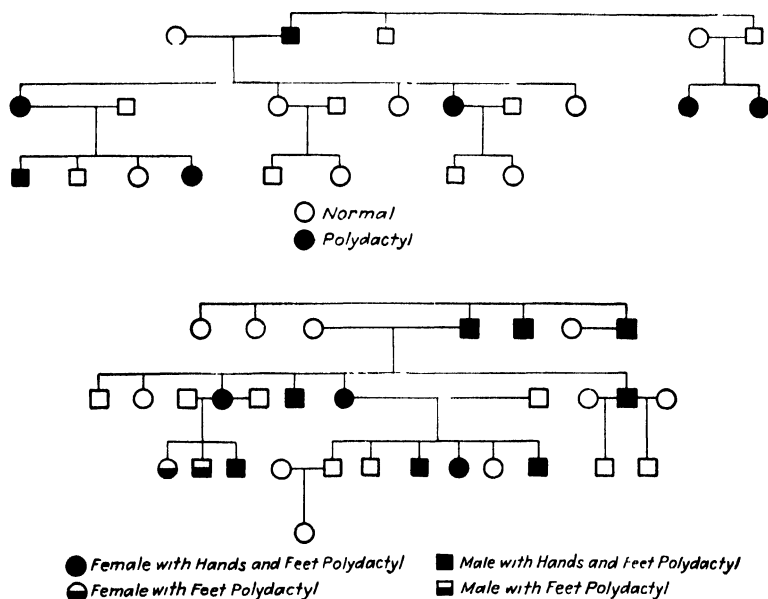 Normal
Polydactyl
Female with Hands and Feet Polydactyl
Male with Hands and Feet Polydactyl
Female with Feet Polydactyl
Male with Feet Polydactyl